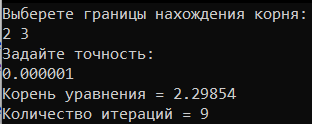 Выберете границы нахождения корня:
2 3
Задайте точность:
0.000001
Корень уравнения = 2.29854
Количество итераций = 9